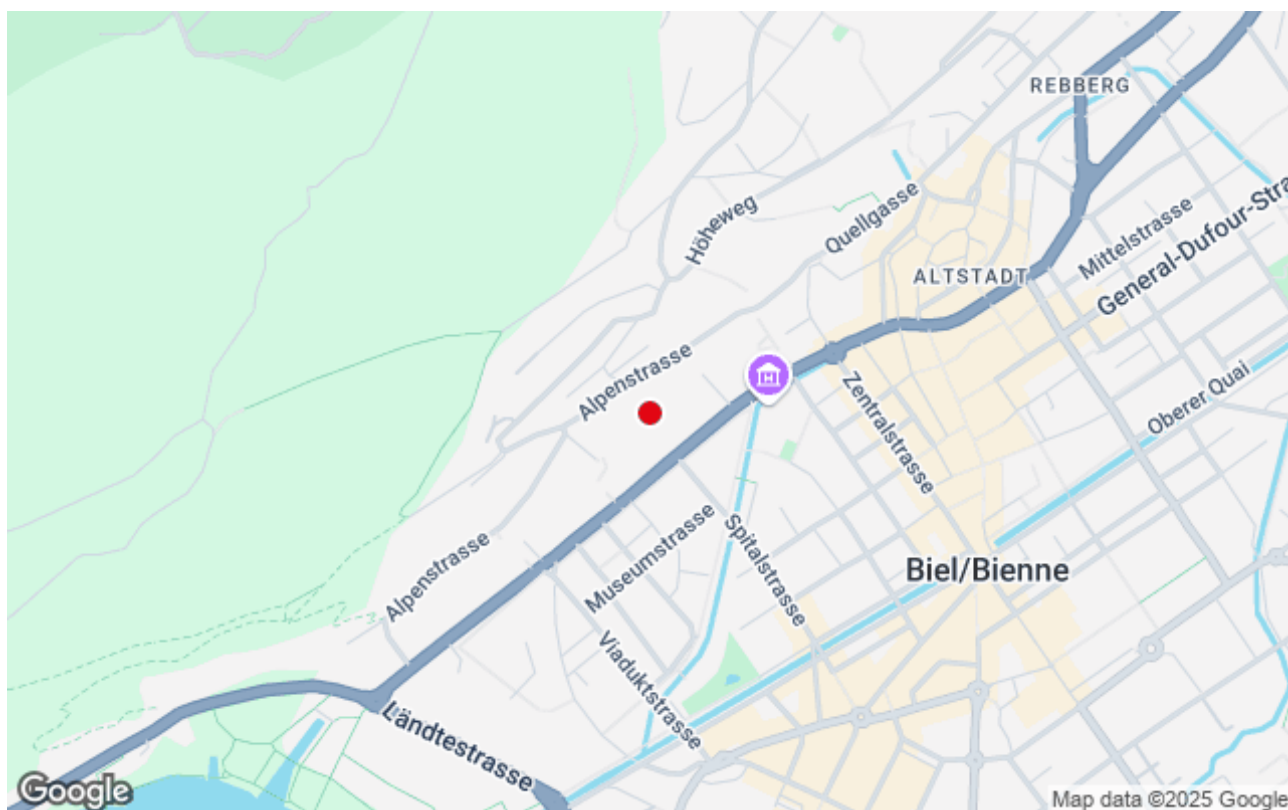 REBBERG
Höheweg
Quellgasse
Mittelstrasse
General-Dufour-Stra
ALTSTADT
Alpenstrasse
Zentralstrasse
Oberer Quai
Spitalstrasse
Museumstrasse
Alpenstrasse
Biel/Bienne
Viaduktstrasse
Ländtestrasse
Google
Map data ©2025 Google